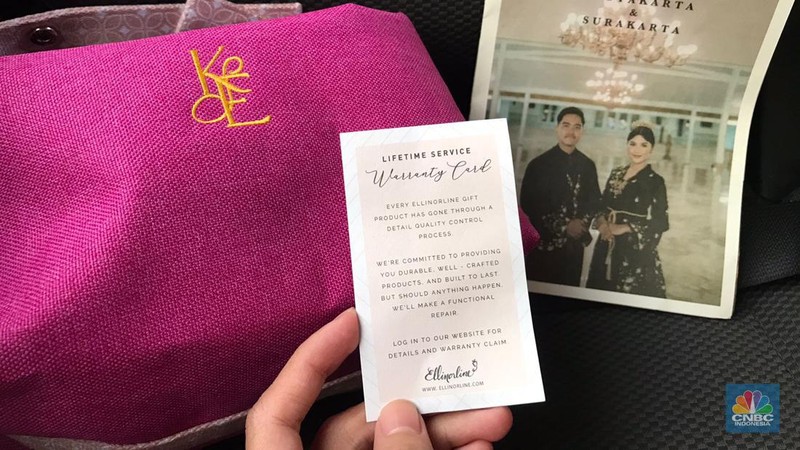 K&
dE
LIFETIME SERVICE
Warranty Card
EVERY ELLINORLINE GIFT
PRODUCT HAS GONE THROUGH A
DETAIL QUALITY CONTROL
PROCESS.
WE'RE COMMITTED TO PROVIDING
YOU DURABLE, WELL - CRAFTED
PRODUCTS, AND BUILT TO LAST.
BUT SHOULD ANYTHING HAPPEN,
WE'LL MAKE A FUNCTIONAL
REPAIR.
LOG IN TO OUR WEBSITE FOR
DETAILS AND WARRANTY CLAIM
Ellinorline
WWW. ELLINORLINE.COM
&
SURAKARTA
CNBC
INDONESIA